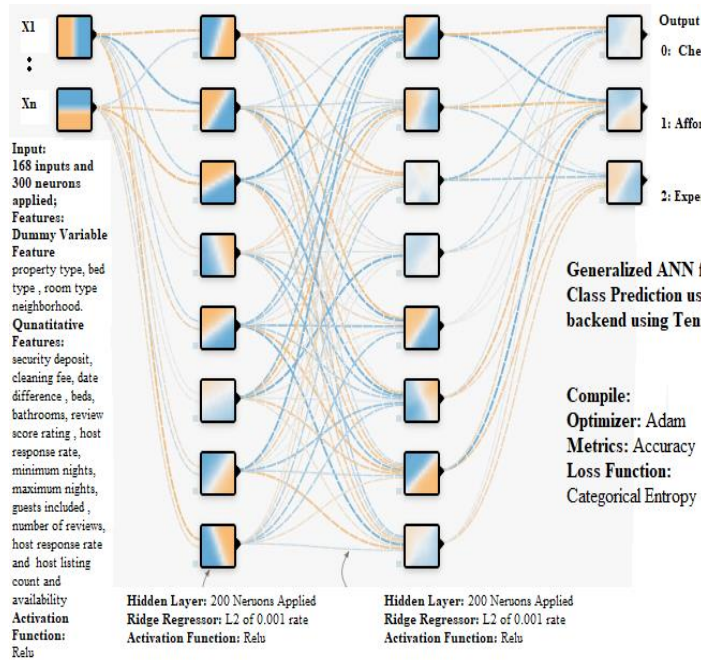 X1
:
Xn
Input:
168 inputs and
300 neurons
applied;
Features:
Dummy Variable
Feature
property type, bed
type , room type
neighborhood.
Qunatitative
Features:
security deposit,
cleaning fee, date
difference , beds,
bathrooms, review
score rating , host
response rate,
minimum nights,
maximum nights,
guests included ,
number of reviews,
host response rate
and host listing
count and
availability
Activation
Function:
Relu
Hidden Layer: 200 Neruons Applied
Ridge Regressor: L2 of 0.001 rate
Activation Function: Relu
Hidden Layer: 200 Neruons Applied
Ridge Regressor: L2 of 0.001 rate
Activation Function: Relu
Output
0: Che
1: Affor
2: Expe
Generalized ANN f
Class Prediction us
backend using Ten
Compile:
Optimizer: Adam
Metrics: Accuracy
Loss Function:
Categorical Entropy